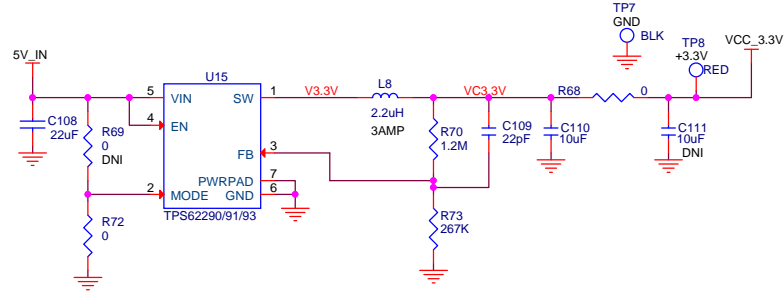 TP7
GND
BLK
TP8
+3.3V
RED
VCC_3.3V
5V_IN
U15
5
VIN
SW
1
V3.3V
L8
2.2uH
3AMP
VC3.3V
R68
0
4
EN
C108
22uF
R69
0
DNI
R70
1.2M
C109
22pF
C110
10uF
C111
10uF
DNI
FB
3
2
MODE
PWRPAD
7
GND
6
TPS62290/91/93
R72
0
R73
267K